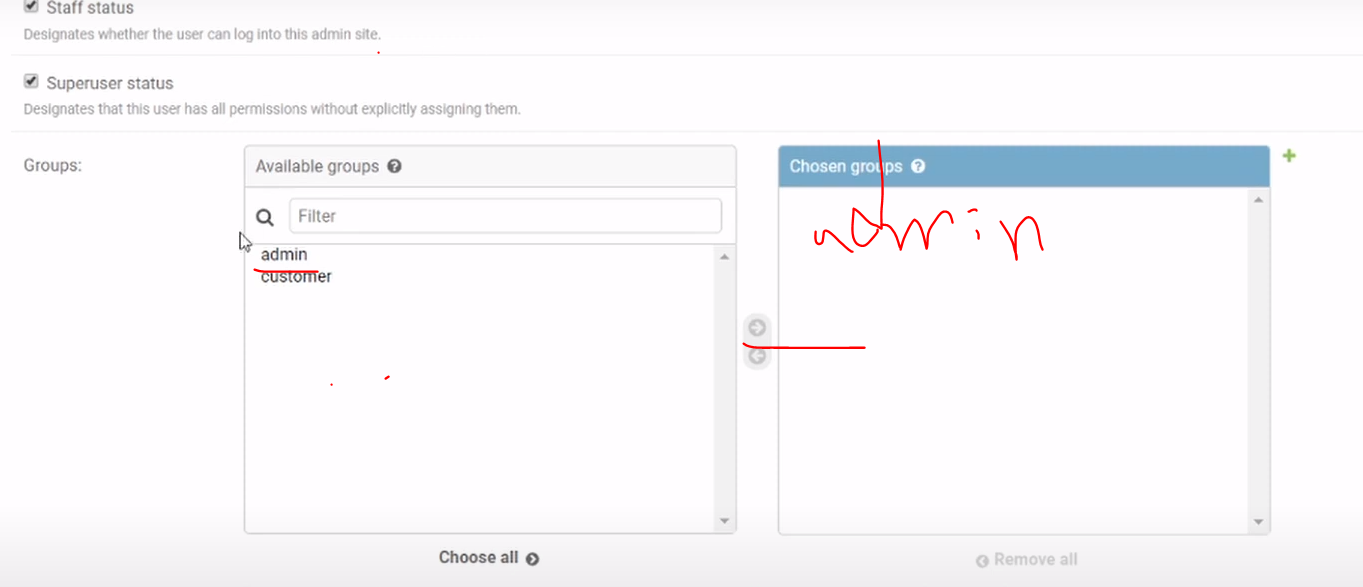 Staff status
Designates whether the user can log into this admin site.
Superuser status
Designates that this user has all permissions without explicitly assigning them.
Groups:
Available groups
Chosen groups
Filter
admin
admin
customer
Choose all
Remove all